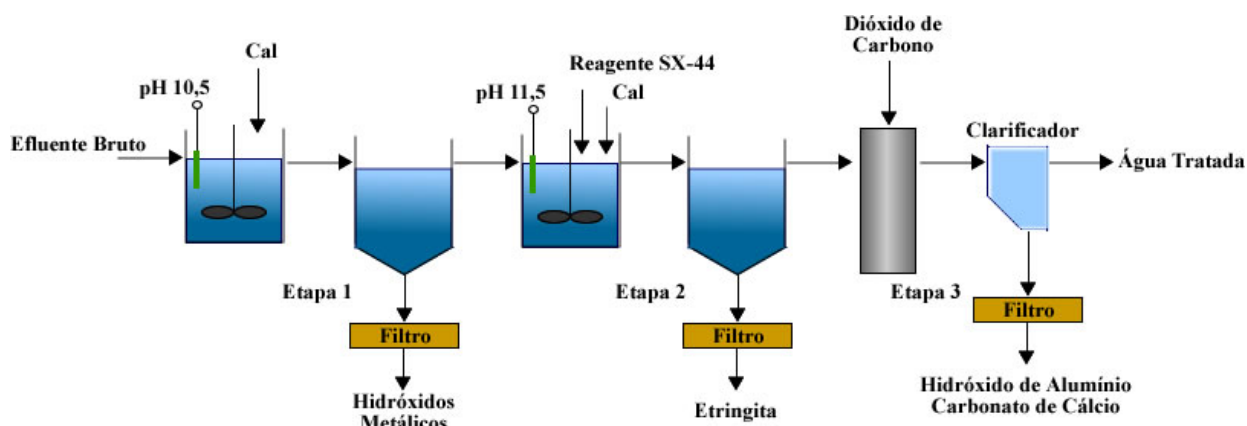 Dióxido de
Carbono
Cal
Reagente SX-44
pH 10,5
pH 11,5
Cal
Clarificador
Efluente Bruto
Água Tratada
Etapa 1
Etapa 2
Etapa 3
Filtro
Filtro
Filtro
Hidróxidos
Metálicos
Etringita
Hidróxido de Alumínio
Carbonato de Cálcio